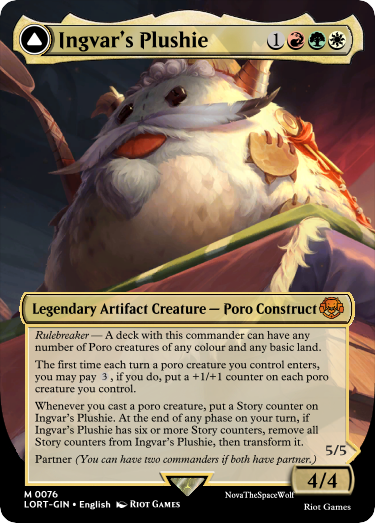 Ingvar's Plushie 1
Legendary Artifact Creature — Poro Construct
Rulebreaker — A deck with this commander can have any
number of Poro creatures of any colour and any basic land.
The first time each turn a poro creature you control enters,
you may pay 3, if you do, put a +1/+1 counter on each poro
creature you control.
Whenever you cast a poro creature, put a Story counter on
Ingvar's Plushie. At the end of any phase on your turn, if
Ingvar's Plushie has six or more Story counters, remove all
Story counters from Ingvar's Plushie, then transform it.
5/5
Partner (You can have two commanders if both have partner.)
4/4
M 0076
LORT-GIN • English Riot Games
NovaTheSpaceWolf
Riot Games